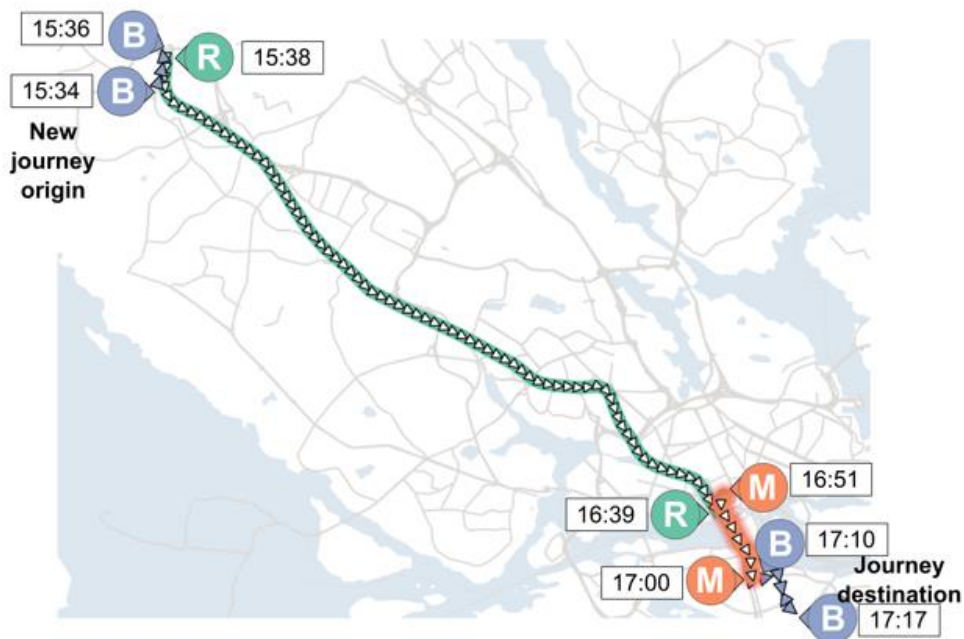 15:36
B
R
15:38
15:34
B
New
journey
origin
M
16:51
16:39
R
B
17:10
17:00
M
Journey
destination
B
17:17